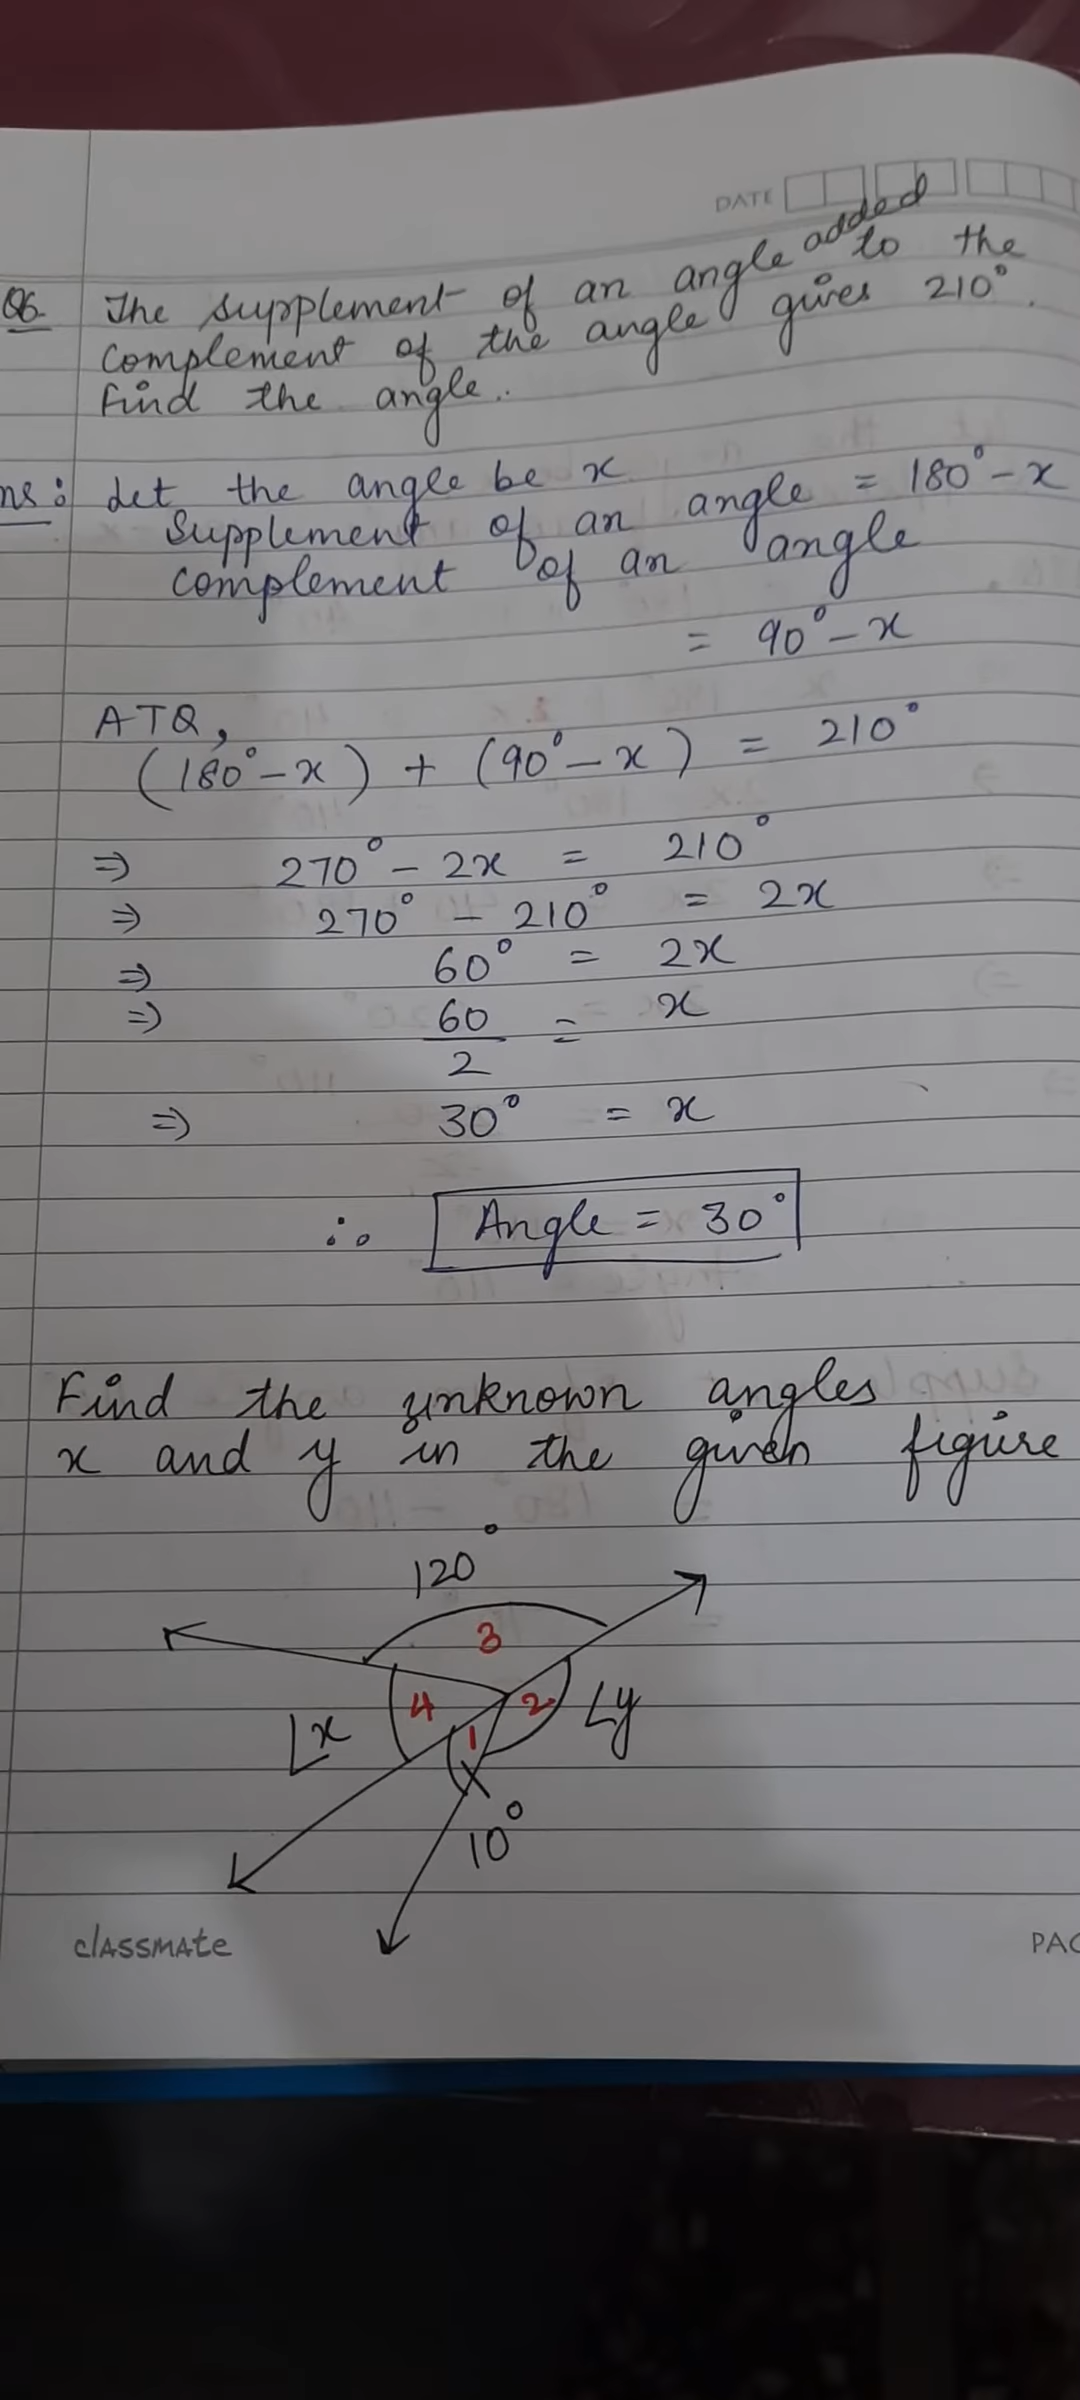 DATE
Q6. The supplement of an angle added to the
complement of the angle gives 210°.
Find the angle.
ns: Let the angle be x
Supplement of an angle = 180° - x
complement of an angle
= 90° - x
ATQ,
(180° - x) + (90° - x) = 210°
⇒ 270° - 2x = 210°
⇒ 270° - 210° = 2x
⇒ 60° = 2x
⇒ 60/2 = x
⇒ 30° = x
∴ Angle = 30°
Find the unknown angles
x and y in the given figure
120°
3
4 2
∠x 1 ∠y
10°
classmate PAG